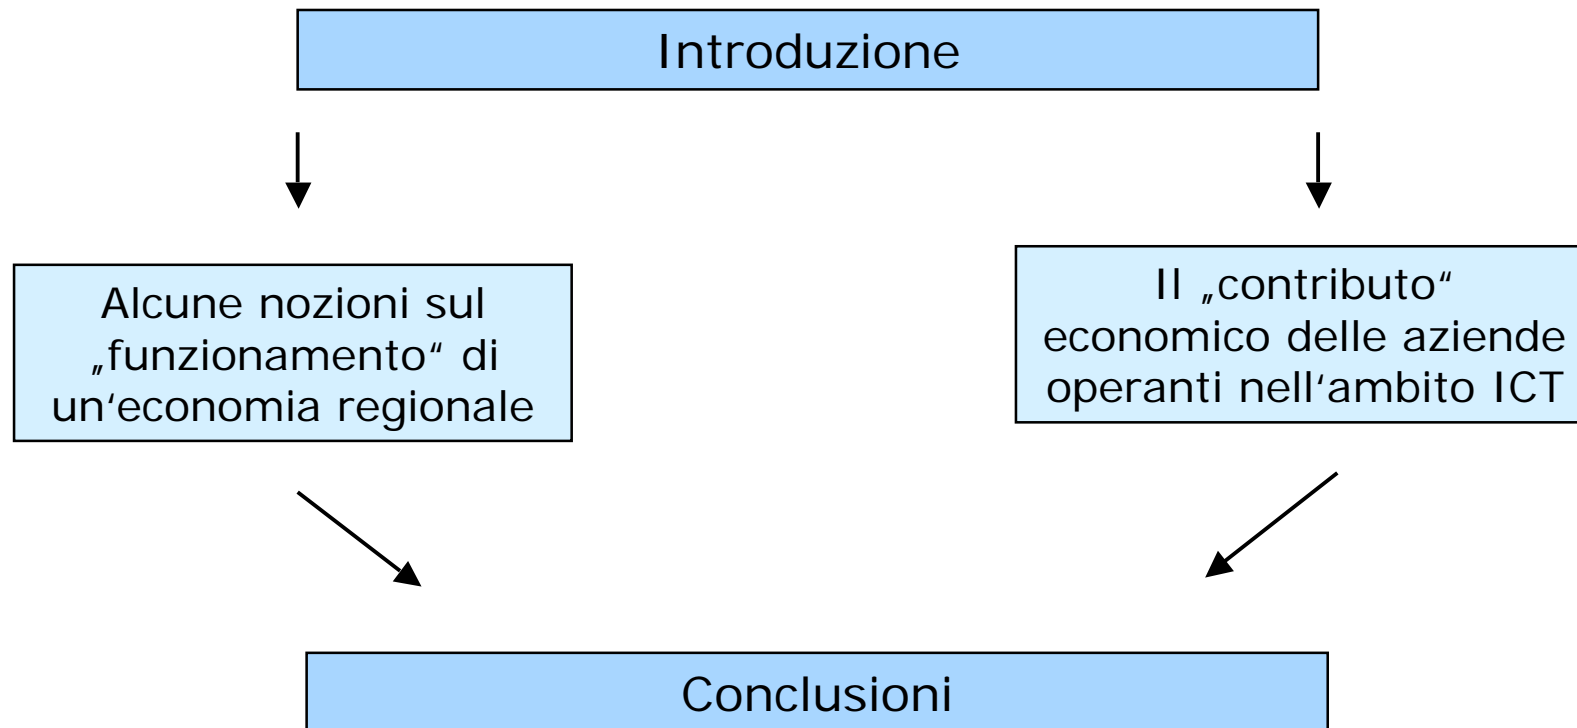 Introduzione
Alcune nozioni sul
„funzionamento“ di
un‘economia regionale
Il „contributo“
economico delle aziende
operanti nell‘ambito ICT
Conclusioni